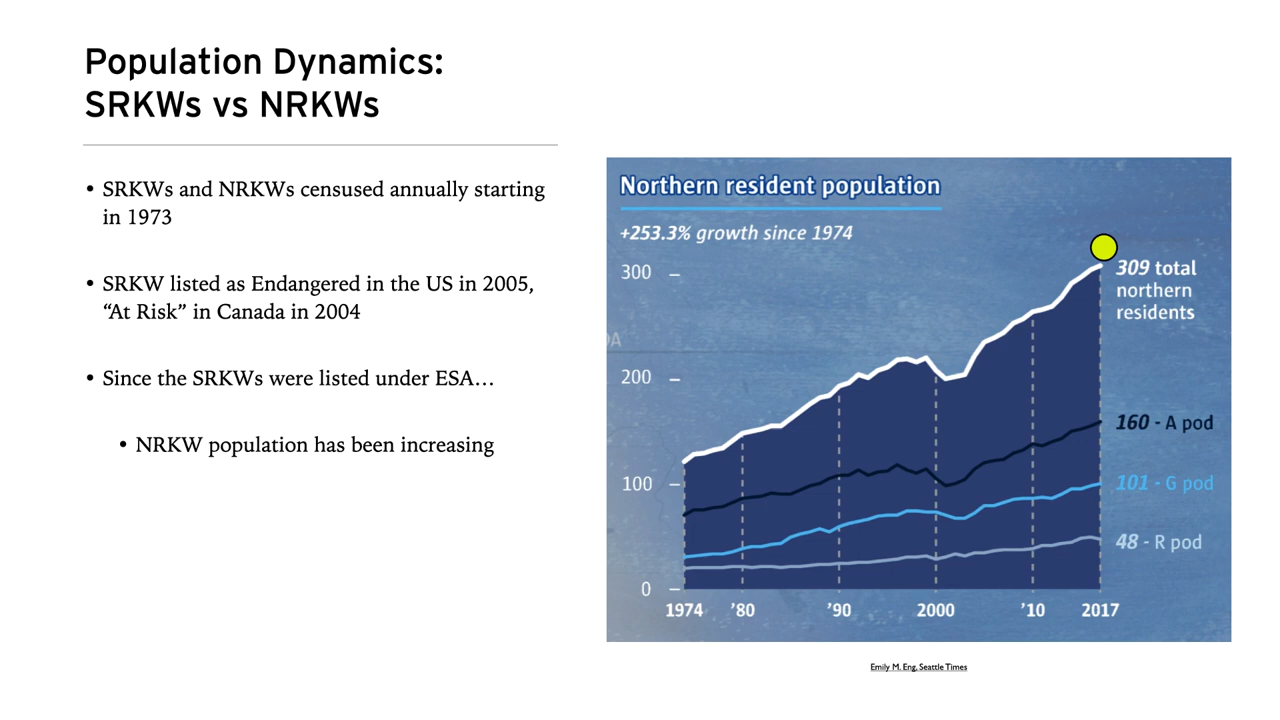 Population Dynamics:
SRKWs vs NRKWs
• SRKWs and NRKWs censused annually starting
in 1973
• SRKW listed as Endangered in the US in 2005,
“At Risk” in Canada in 2004
• Since the SRKWs were listed under ESA…
• NRKW population has been increasing
Northern resident population
+253.3% growth since 1974
300
309 total
northern
residents
DA
200
160 - A pod
100
101 - G pod
48 - R pod
0
1974 ’80 ’90 2000 ’10 2017
Emily M. Eng, Seattle Times